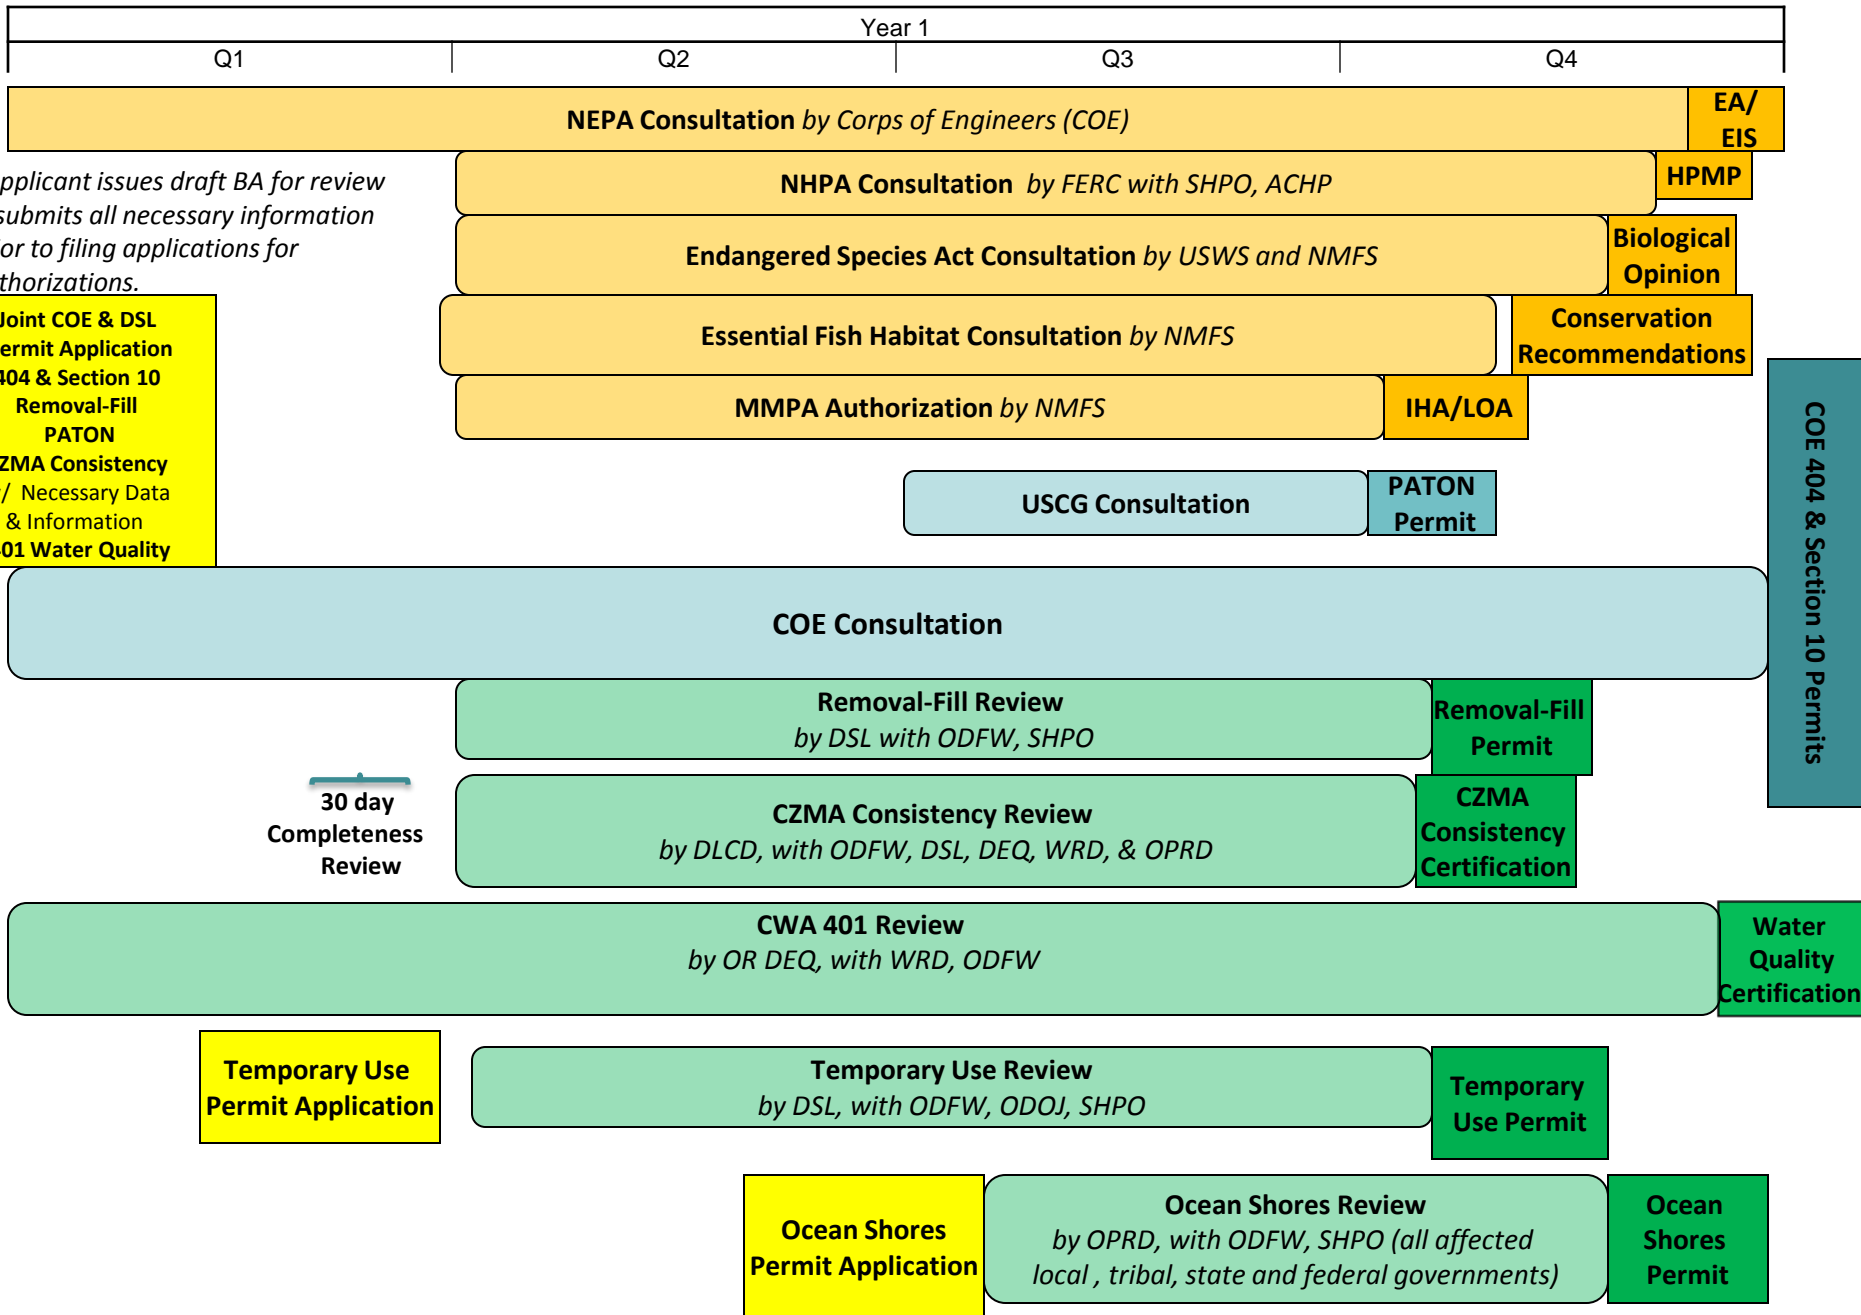 Year 1
Q1 Q2 Q3 Q4
NEPA Consultation by Corps of Engineers (COE)
EA/
EIS
NHPA Consultation by FERC with SHPO, ACHP
HPMP
issues draft BA for review
submits all necessary information
to filing applications for
Endangered Species Act Consultation by USWS and NMFS
Biological
Opinion
Essential Fish Habitat Consultation by NMFS
Conservation
Recommendations
MMPA Authorization by NMFS
IHA/LOA
Joint COE & DSL
Application
404 & Section 10
Removal-Fill
PATON
Consistency
Necessary Data
& Information
401 Water Quality
USCG Consultation
PATON
Permit
COE 404 & Section 10 Permits
COE Consultation
Removal-Fill Review
by DSL with ODFW, SHPO
Removal-Fill
Permit
30 day
Completeness
Review
CZMA Consistency Review
by DLCD, with ODFW, DSL, DEQ, WRD, & OPRD
CZMA
Consistency
Certification
CWA 401 Review
by OR DEQ, with WRD, ODFW
Water
Quality
Certification
Temporary Use
Permit Application
Temporary Use Review
by DSL, with ODFW, ODOJ, SHPO
Temporary
Use Permit
Ocean Shores
Permit Application
Ocean Shores Review
by OPRD, with ODFW, SHPO (all affected
local , tribal, state and federal governments)
Ocean
Shores
Permit